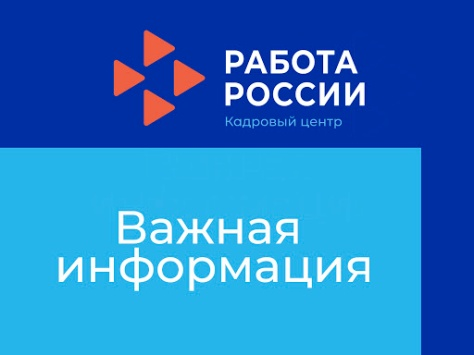 РАБОТА
РОССИИ
Кадровый центр
Важная
информация